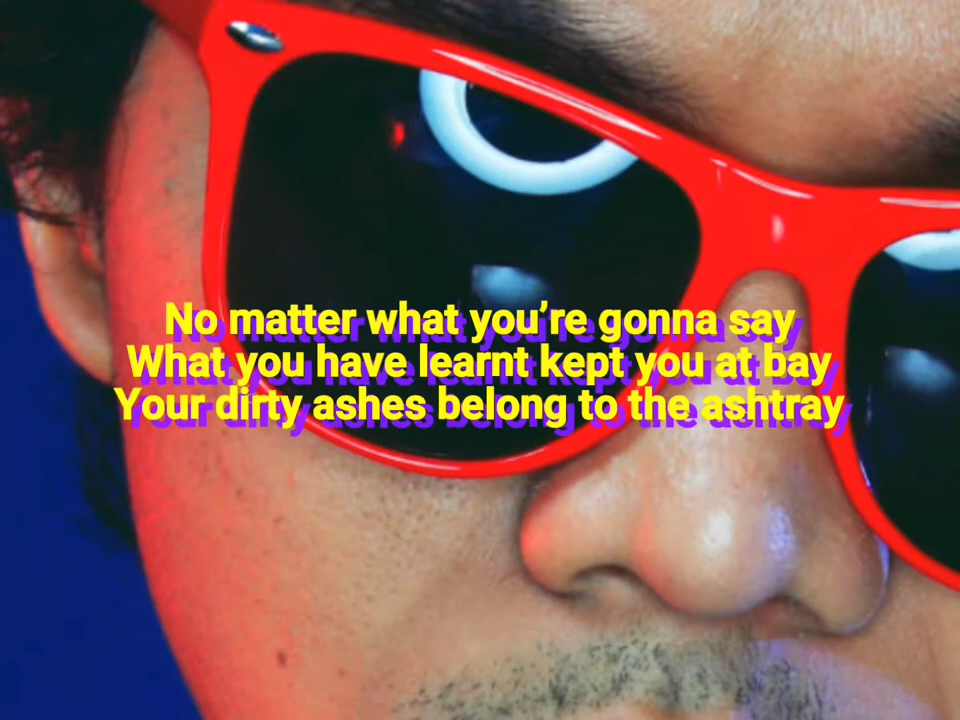 No matter what you’re gonna say
What you have learnt kept you at bay
Your dirty ashes belong to the ashtray